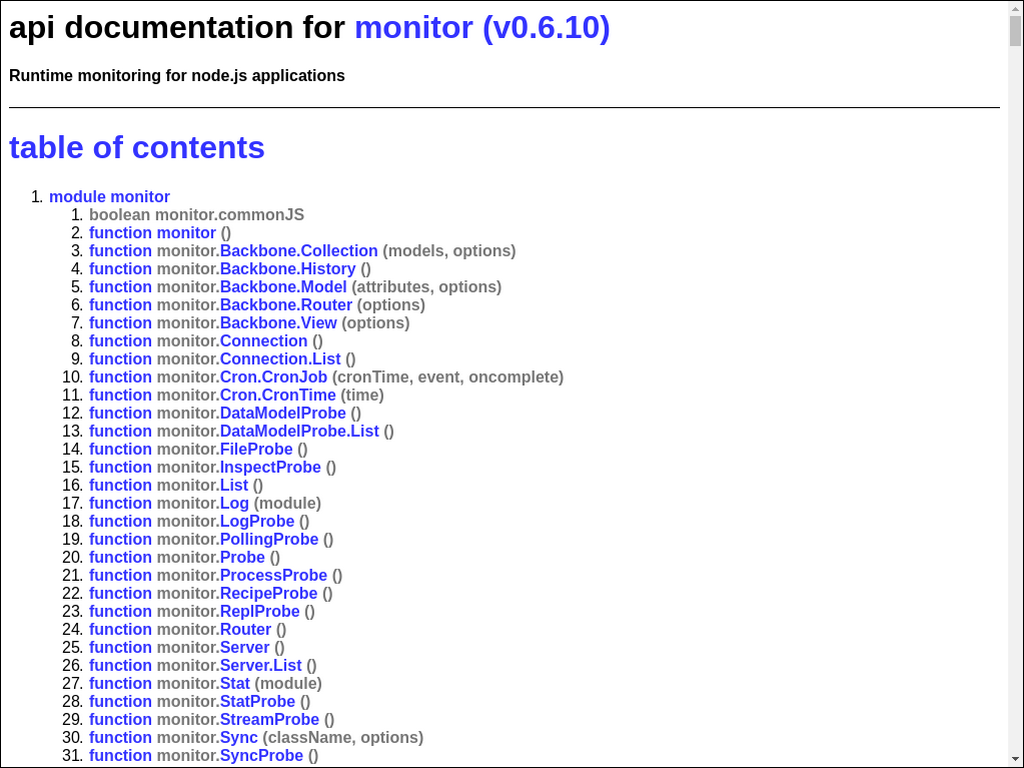 api documentation for monitor (v0.6.10)
Runtime monitoring for node.js applications
table of contents
1. module monitor
1. boolean monitor.commonJS
2. function monitor ()
3. function monitor.Backbone.Collection (models, options)
4. function monitor.Backbone.History ()
5. function monitor.Backbone.Model (attributes, options)
6. function monitor.Backbone.Router (options)
7. function monitor.Backbone.View (options)
8. function monitor.Connection ()
9. function monitor.Connection.List ()
10. function monitor.Cron.CronJob (cronTime, event, oncomplete)
11. function monitor.Cron.CronTime (time)
12. function monitor.DataModelProbe ()
13. function monitor.DataModelProbe.List ()
14. function monitor.FileProbe ()
15. function monitor.InspectProbe ()
16. function monitor.List ()
17. function monitor.Log (module)
18. function monitor.LogProbe ()
19. function monitor.PollingProbe ()
20. function monitor.Probe ()
21. function monitor.ProcessProbe ()
22. function monitor.RecipeProbe ()
23. function monitor.ReplProbe ()
24. function monitor.Router ()
25. function monitor.Server ()
26. function monitor.Server.List ()
27. function monitor.Stat (module)
28. function monitor.StatProbe ()
29. function monitor.StreamProbe ()
30. function monitor.Sync (className, options)
31. function monitor.SyncProbe ()